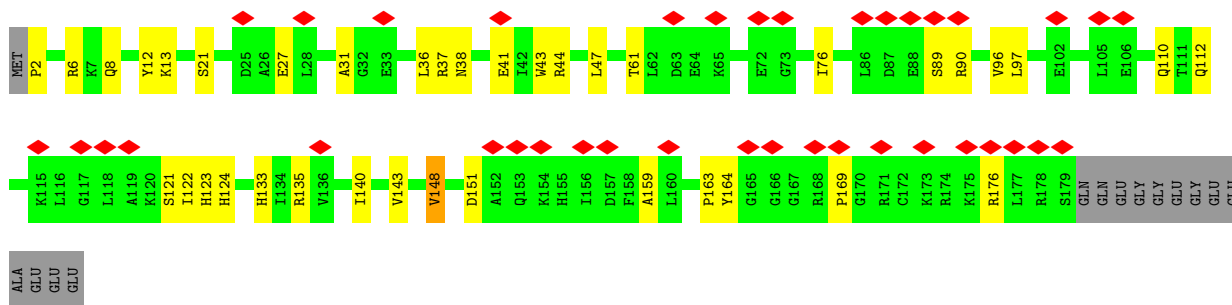 MET P2 R6 K7 Q8 Y12 K13 S21 D25 A26 E27 L28 A31 G32 E33 L36 R37 N38 E41 I42 W43 R44 L47 T61 L62 D63 E64 K65 E72 G73 I76 L86 D87 E88 S89 R90 V96 L97 E102 L105 E106 Q110 T111 Q112
K115 L116 G117 L118 A119 K120 S121 I122 H123 H124 H133 I134 R135 V136 I140 V143 V148 D151 A152 Q153 K154 H155 I156 D157 F158 A159 L160 P163 Y164 G165 G166 G167 R168 P169 G170 R171 C172 K173 R174 K175 R176 L177 R178 S179 GLN GLN GLU GLY GLY GLU GLY GLU GLU
ALA GLU GLU GLU